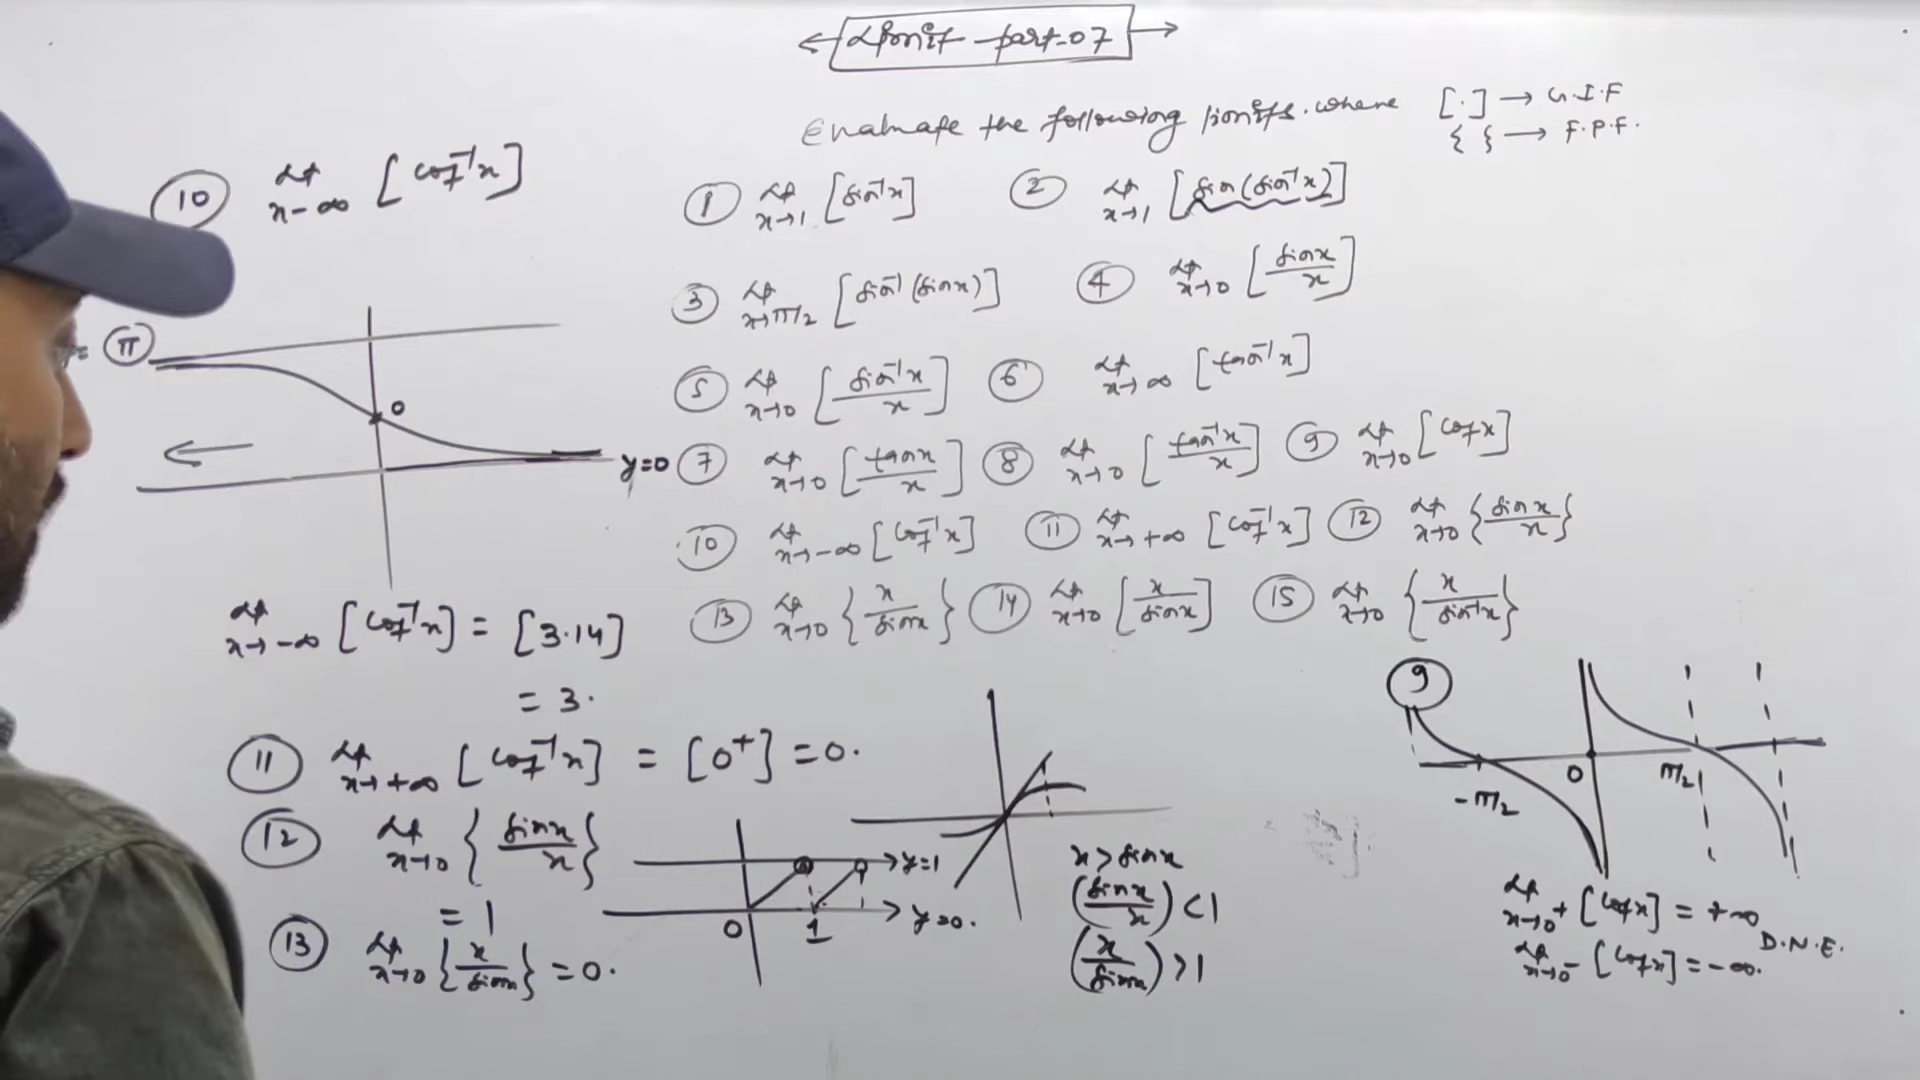 Limit - part-07
Evaluate the following limits. where [.] → G.I.F
{ } → F.P.F.
① Lt x→1 [sin⁻¹x] ② Lt x→1 [sin(sin⁻¹x)]
③ Lt x→π/2 [sin⁻¹(sinx)] ④ Lt x→0 [sinx/x]
⑤ Lt x→0 [sin⁻¹x/x] ⑥ Lt x→∞ [tan⁻¹x]
⑦ Lt x→0 [tanx/x] ⑧ Lt x→0 [tan⁻¹x/x] ⑨ Lt x→0 [cotx]
⑩ Lt x→-∞ [cot⁻¹x] ⑪ Lt x→+∞ [cot⁻¹x] ⑫ Lt x→0 {sinx/x}
⑬ Lt x→0 {x/sinx} ⑭ Lt x→0 [x/sinx] ⑮ Lt x→0 {x/sin⁻¹x}
⑩ Lt x-∞ [cot⁻¹x]
= π
0
y=0
Lt x→-∞ [cot⁻¹x] = [3.14]
= 3.
⑪ Lt x→+∞ [cot⁻¹x] = [0⁺] = 0.
⑫ Lt x→0 {sinx/x}
= 1
⑬ Lt x→0 {x/sinx} = 0.
y=1
0 1 y=0.
x > sinx
(sinx/x) < 1
(x/sinx) > 1
⑨
-π/2 0 π/2
Lt x→0⁺ [cotx] = +∞
D.N.E.
Lt x→0⁻ [cotx] = -∞.